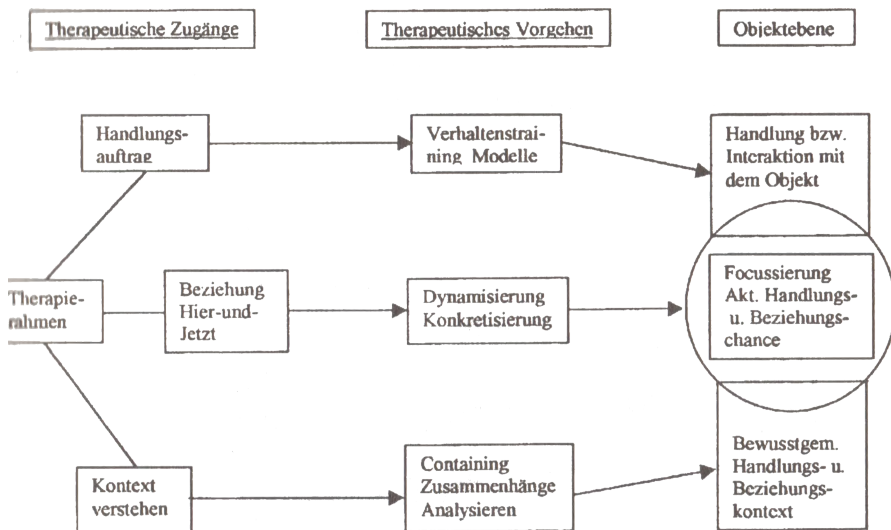 Therapeutische Zugänge
Therapeutisches Vorgehen
Objektebene
Handlungs-
auftrag
Verhaltenstrai-
ning Modelle
Handlung bzw.
Interaktion mit
dem Objekt
Therapie-
rahmen
Beziehung
Hier-und-
Jetzt
Dynamisierung
Konkretisierung
Focussierung
Akt. Handlungs-
u. Beziehungs-
chance
Kontext
verstehen
Containing
Zusammenhänge
Analysieren
Bewusstgem.
Handlungs- u.
Beziehungs-
kontext